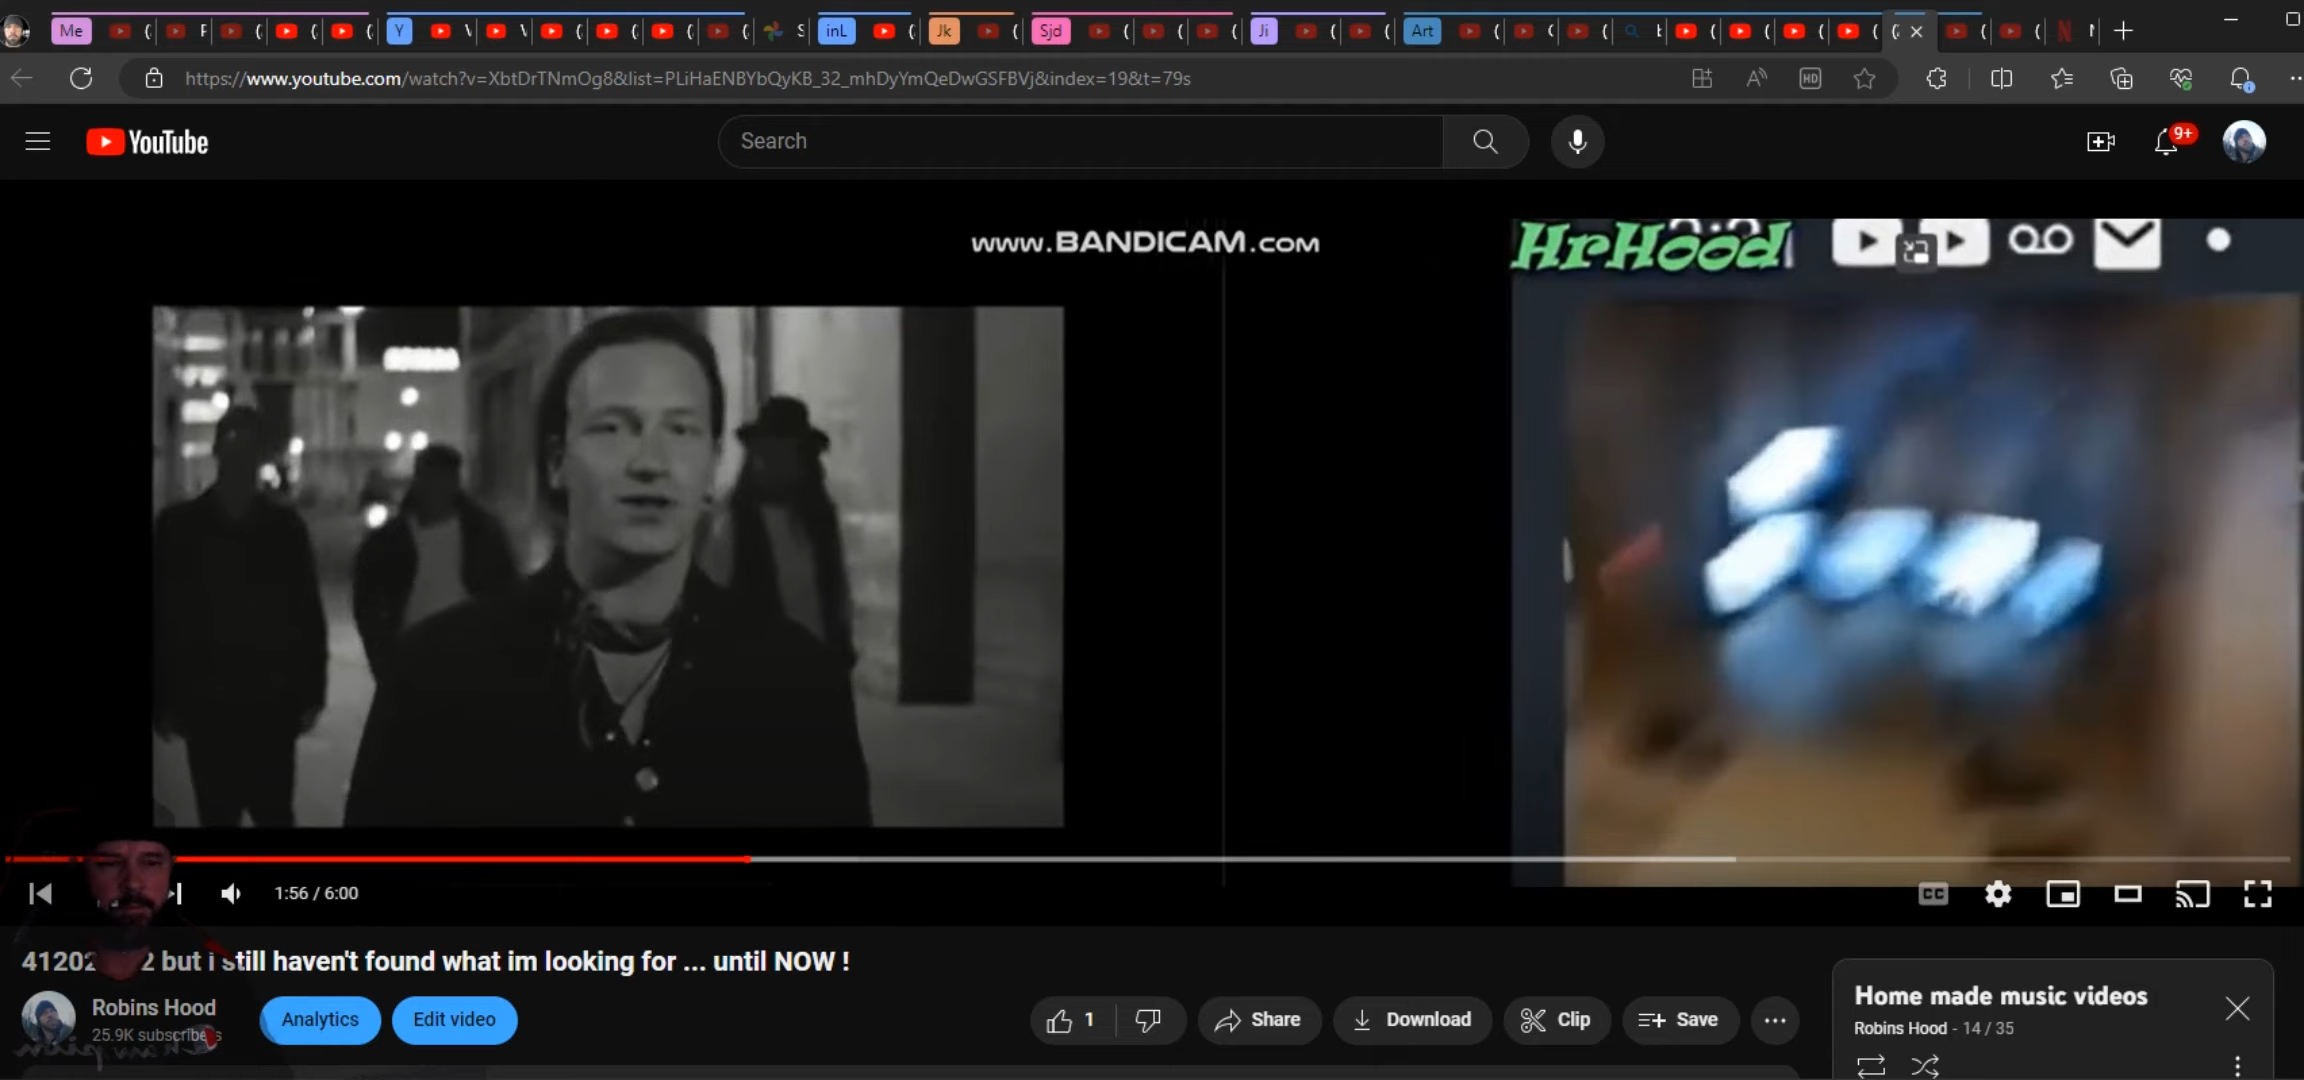 Me Y inL Jk Sjd Ji Art
https://www.youtube.com/watch?v=XbtDrTNmOg8&list=PLiHaENBYbQyKB_32_mhDyYmQeDwGSFBVj&index=19&t=79s
YouTube
Search
9+
www.BANDICAM.com
HrHood
1:56 / 6:00
CC
but i still haven't found what im looking for ... until NOW !
Robins Hood
25.9K
Analytics
Edit video
1
Share
Download
Clip
Save
Home made music videos
Robins Hood - 14 / 35